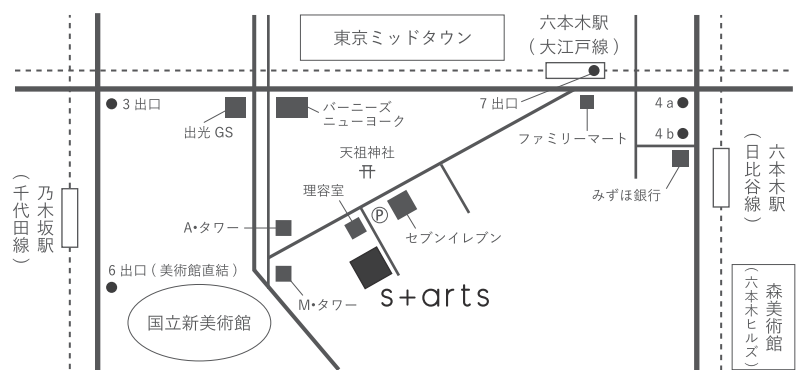 東京ミッドタウン
六本木駅
(大江戸線)
3 出口
出光 GS
バーニーズ
ニューヨーク
7 出口
ファミリーマート
4 a
4 b
みずほ銀行
六本木駅
(日比谷線)
乃木坂駅
(千代田線)
天祖神社
理容室
P
A・タワー
セブンイレブン
6 出口 ( 美術館直結 )
M・タワー
s+arts
国立新美術館
森美術館
(六本木ヒルズ)